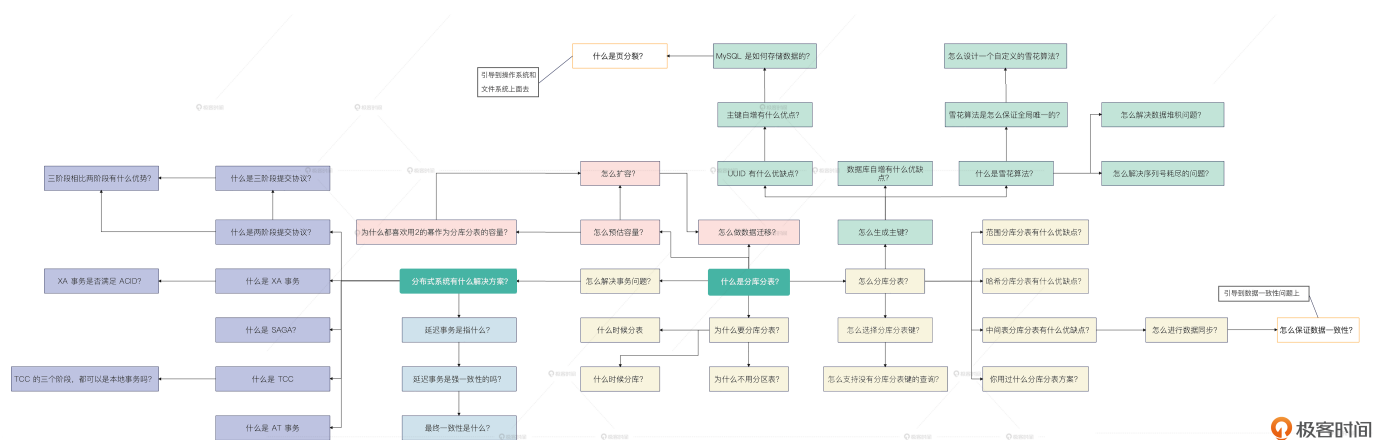 什么是页分裂？
MySQL 是如何存储数据的？
怎么设计一个自定义的雪花算法？
引导到操作系统和
文件系统上面去
主键自增有什么优点？
雪花算法是怎么保证全局唯一的？
怎么解决数据堆积问题？
三阶段相比两阶段有什么优势？
什么是三阶段提交协议？
怎么扩容？
UUID 有什么优缺点？
数据库自增有什么优缺
点？
什么是雪花算法？
怎么解决序列号耗尽的问题？
什么是两阶段提交协议？
为什么都喜欢用2的幂作为分库分表的容量？
怎么预估容量？
怎么做数据迁移？
怎么生成主键？
范围分库分表有什么优缺点？
XA 事务是否满足 ACID？
什么是 XA 事务
分布式系统有什么解决方案？
怎么解决事务问题？
什么是分库分表？
怎么分库分表？
哈希分库分表有什么优缺点？
引导到数据一致性问题上
什么是 SAGA？
延迟事务是指什么？
什么时候分表
为什么要分库分表？
怎么选择分库分表键？
中间表分库分表有什么优缺点？
怎么进行数据同步？
怎么保证数据一致性？
TCC 的三个阶段，都可以是本地事务吗？
什么是 TCC
延迟事务是强一致性的吗？
什么时候分库？
为什么不用分区表？
怎么支持没有分库分表键的查询？
你用过什么分库分表方案？
什么是 AT 事务
最终一致性是什么？
极客时间